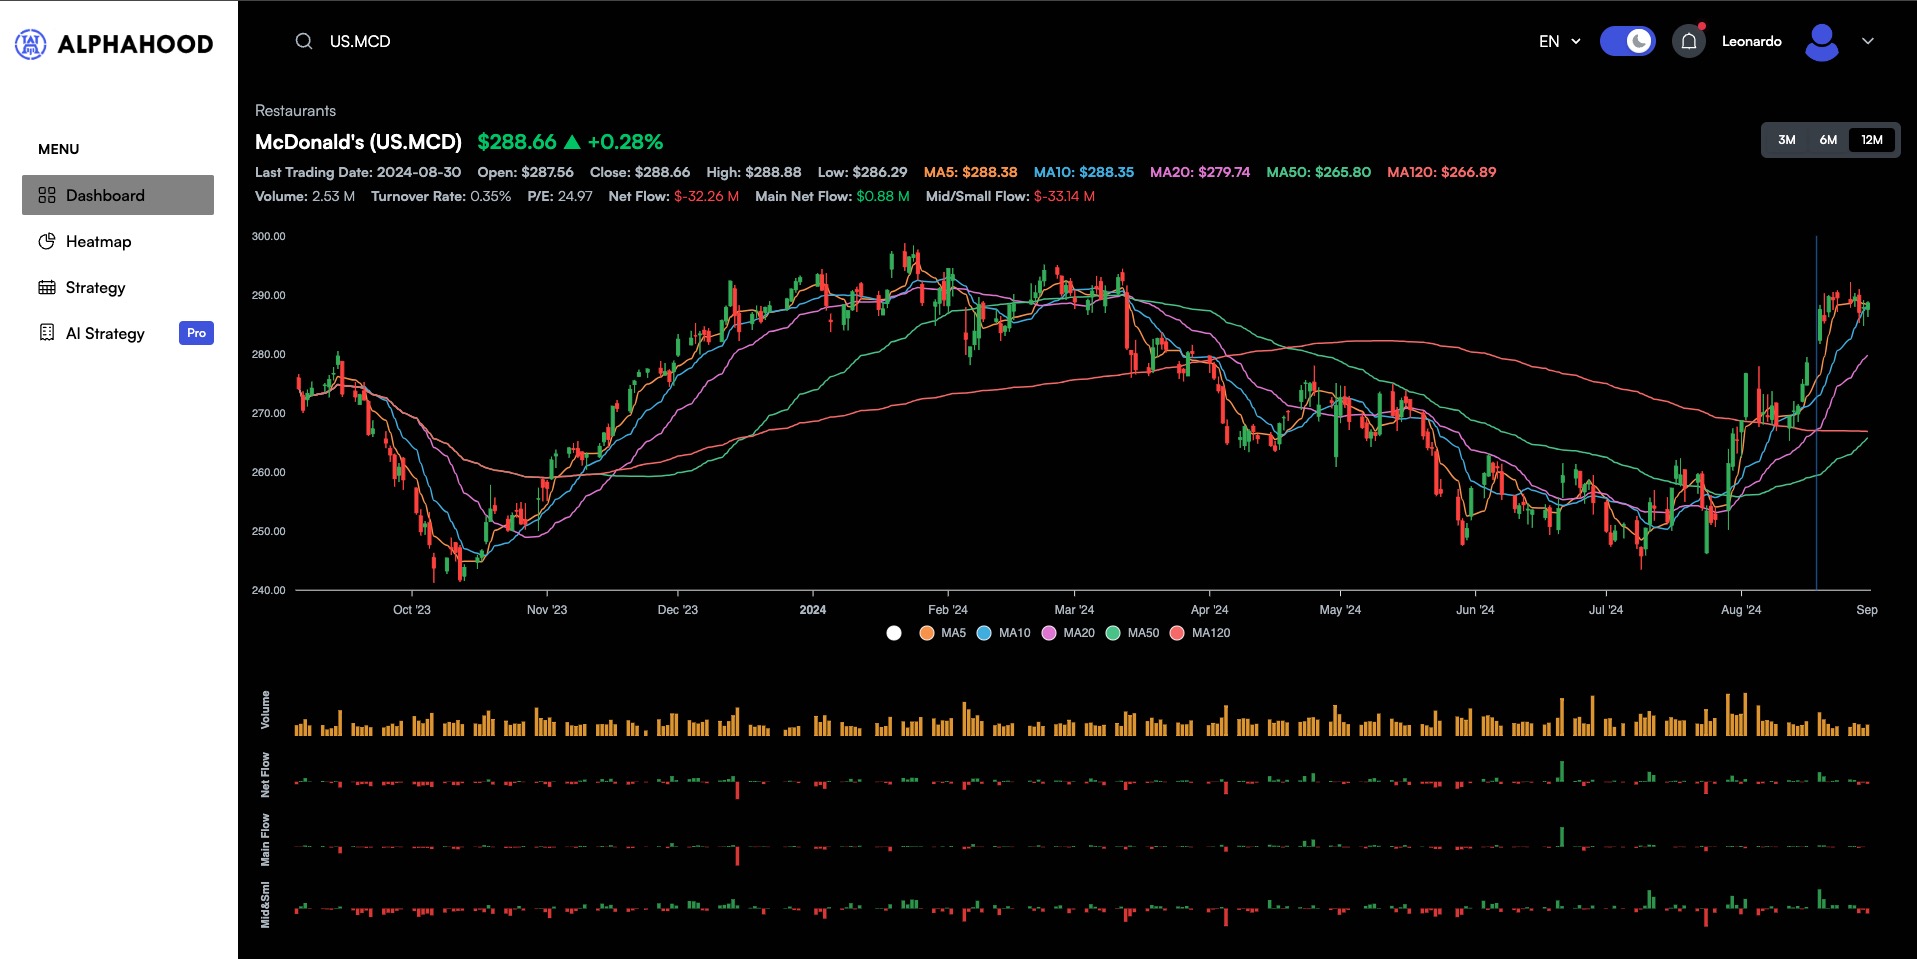 ALPHAHOOD
US.MCD
EN
Leonardo
MENU
Dashboard
Heatmap
Strategy
AI Strategy Pro
Restaurants
McDonald's (US.MCD) $288.66 ▲ +0.28%
3M 6M 12M
Last Trading Date: 2024-08-30 Open: $287.56 Close: $288.66 High: $288.88 Low: $286.29 MA5: $288.38 MA10: $288.35 MA20: $279.74 MA50: $265.80 MA120: $266.89
Volume: 2.53 M Turnover Rate: 0.35% P/E: 24.97 Net Flow: $-32.26 M Main Net Flow: $0.88 M Mid/Small Flow: $-33.14 M
300.00
290.00
280.00
270.00
260.00
250.00
240.00
Oct '23 Nov '23 Dec '23 2024 Feb '24 Mar '24 Apr '24 May '24 Jun '24 Jul '24 Aug '24 Sep
MA5 MA10 MA20 MA50 MA120
Volume
Net Flow
Main Flow
Mid&Sml